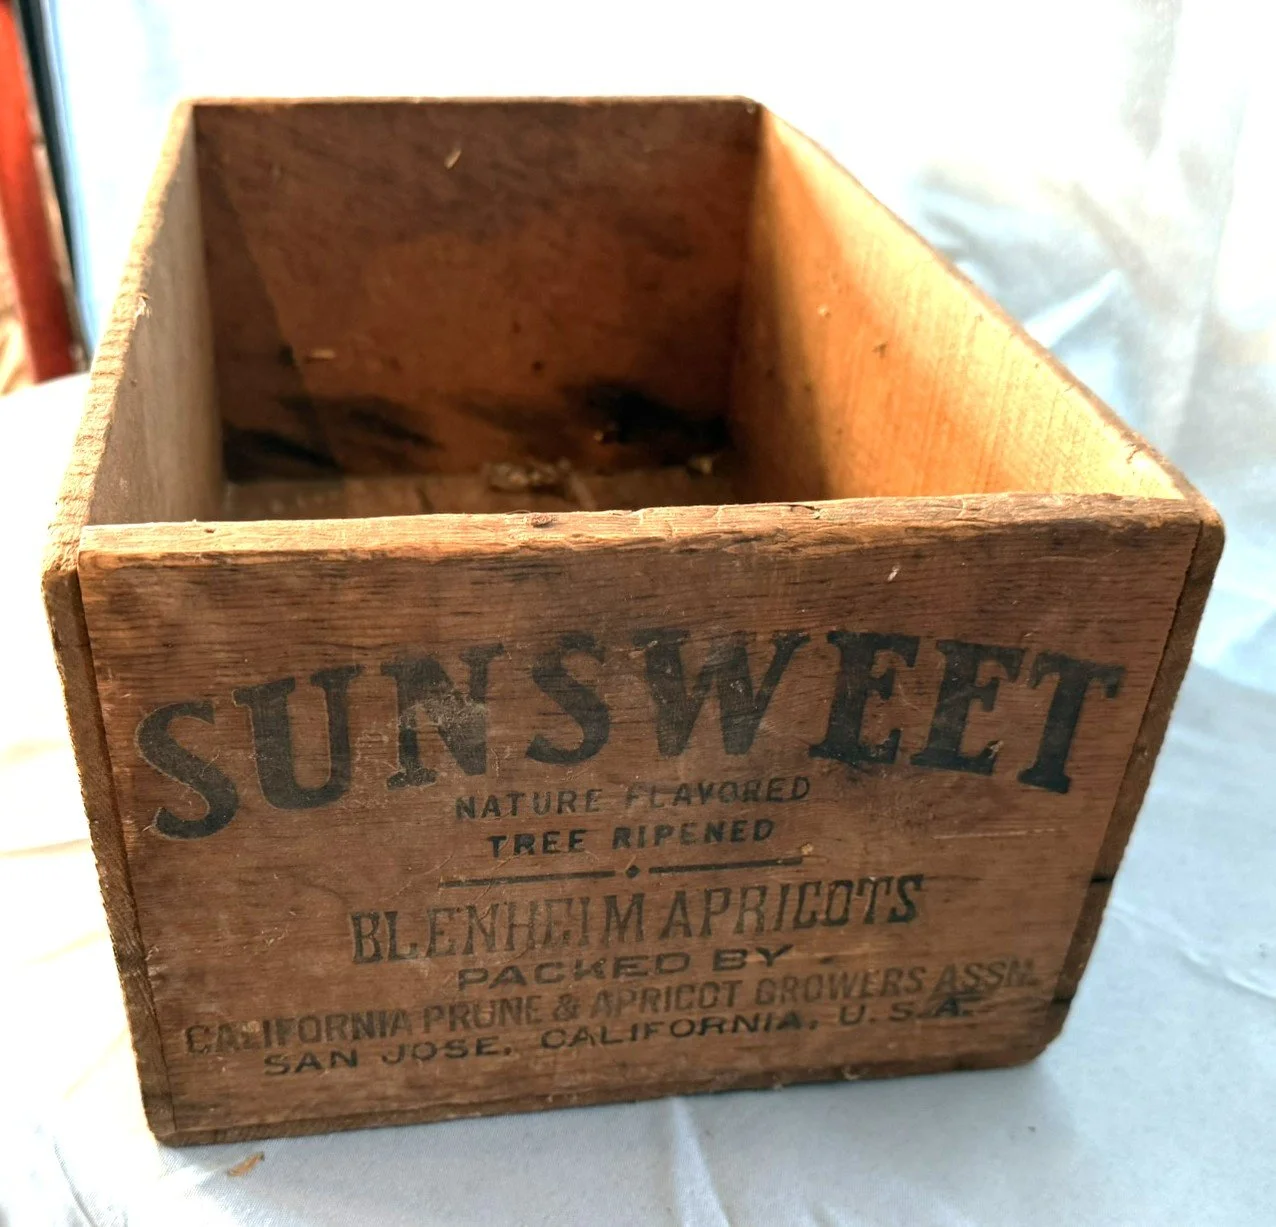 SUNSWEET
NATURE FLAVORED
TREE RIPENED
BLENHEIM APRICOTS
PACKED BY
CALIFORNIA PRUNE & APRICOT GROWERS ASSN.
SAN JOSE, CALIFORNIA, U.S.A.